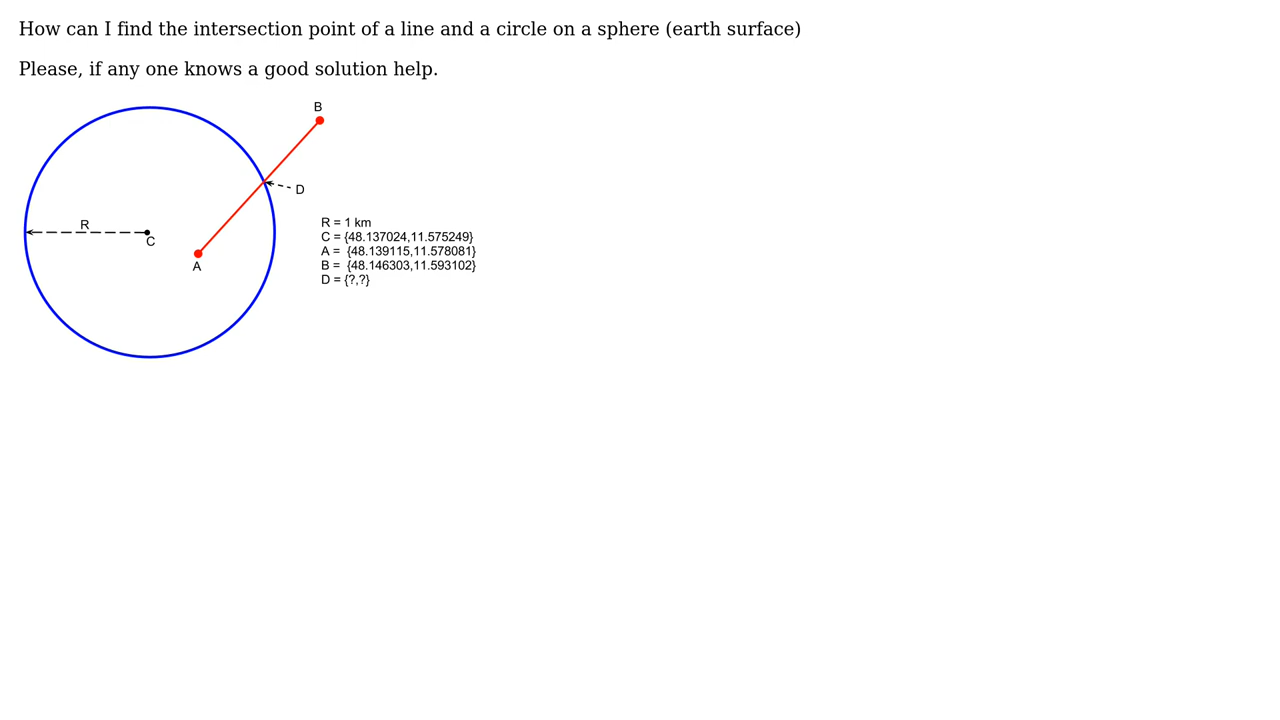 How can I find the intersection point of a line and a circle on a sphere (earth surface)
Please, if any one knows a good solution help.
B
D
R
C
A
R = 1 km
C = {48.137024,11.575249}
A =  {48.139115,11.578081}
B =  {48.146303,11.593102}
D = {?,?}